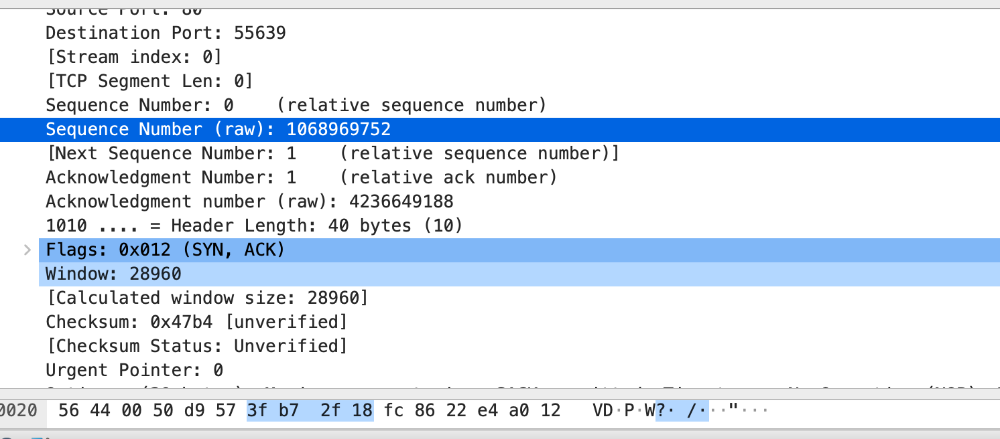 Source Port: 80
Destination Port: 55639
[Stream index: 0]
[TCP Segment Len: 0]
Sequence Number: 0    (relative sequence number)
Sequence Number (raw): 1068969752
[Next Sequence Number: 1    (relative sequence number)]
Acknowledgment Number: 1    (relative ack number)
Acknowledgment number (raw): 4236649188
1010 .... = Header Length: 40 bytes (10)
Flags: 0x012 (SYN, ACK)
Window: 28960
[Calculated window size: 28960]
Checksum: 0x47b4 [unverified]
[Checksum Status: Unverified]
Urgent Pointer: 0
0020  56 44 00 50 d9 57 3f b7  2f 18 fc 86 22 e4 a0 12   VD·P·W?· /···"···